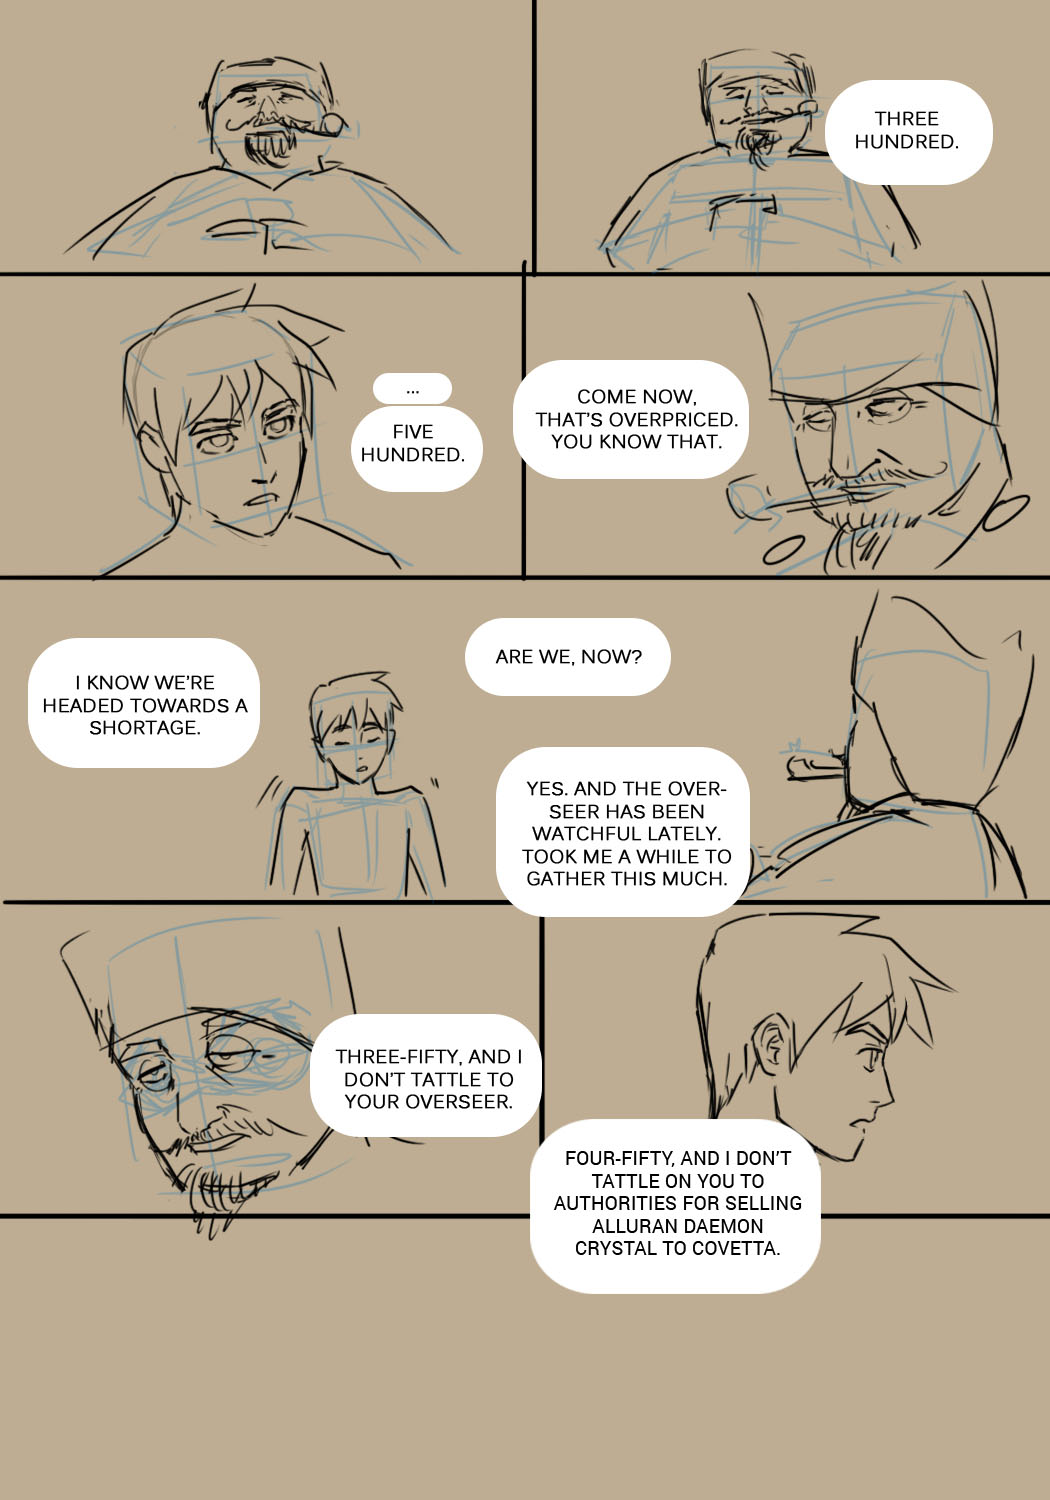 THREE
HUNDRED.
...
FIVE
HUNDRED.
COME NOW,
THAT'S OVERPRICED.
YOU KNOW THAT.
I KNOW WE'RE
HEADED TOWARDS A
SHORTAGE.
ARE WE, NOW?
YES. AND THE OVER-
SEER HAS BEEN
WATCHFUL LATELY.
TOOK ME A WHILE TO
GATHER THIS MUCH.
THREE-FIFTY, AND I
DON'T TATTLE TO
YOUR OVERSEER.
FOUR-FIFTY, AND I DON'T
TATTLE ON YOU TO
AUTHORITIES FOR SELLING
ALLURAN DAEMON
CRYSTAL TO COVETTA.